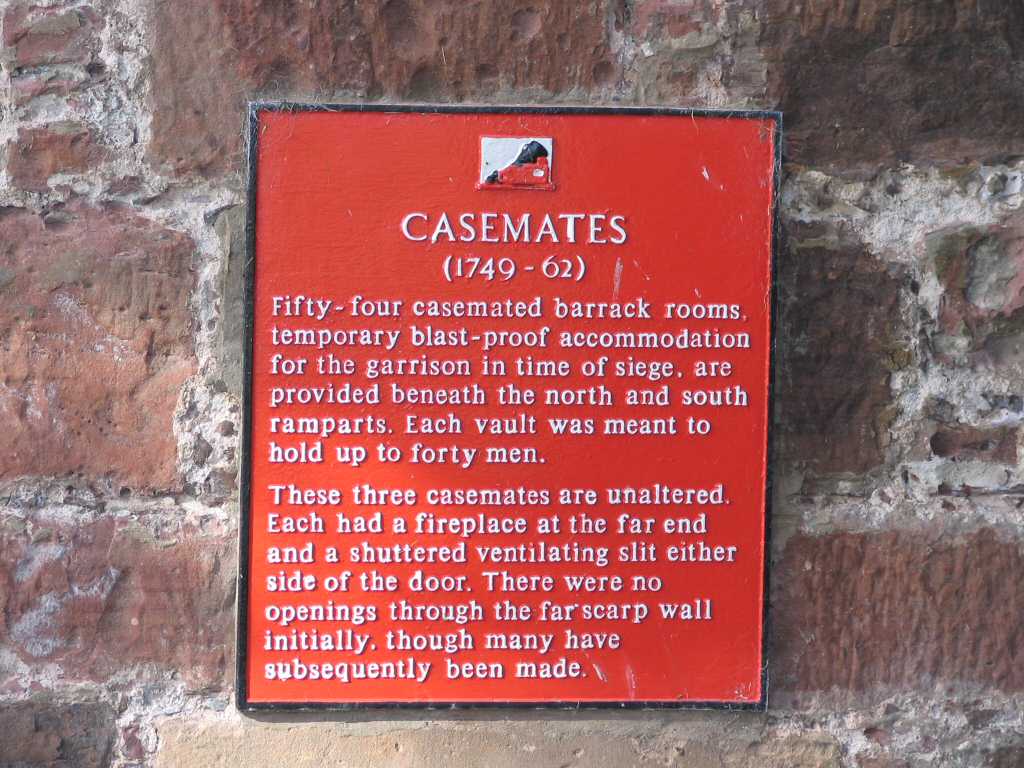 CASEMATES
(1749 - 62)
Fifty-four casemated barrack rooms,
temporary blast-proof accommodation
for the garrison in time of siege, are
provided beneath the north and south
ramparts. Each vault was meant to
hold up to forty men.
These three casemates are unaltered.
Each had a fireplace at the far end
and a shuttered ventilating slit either
side of the door. There were no
openings through the far scarp wall
initially, though many have
subsequently been made.